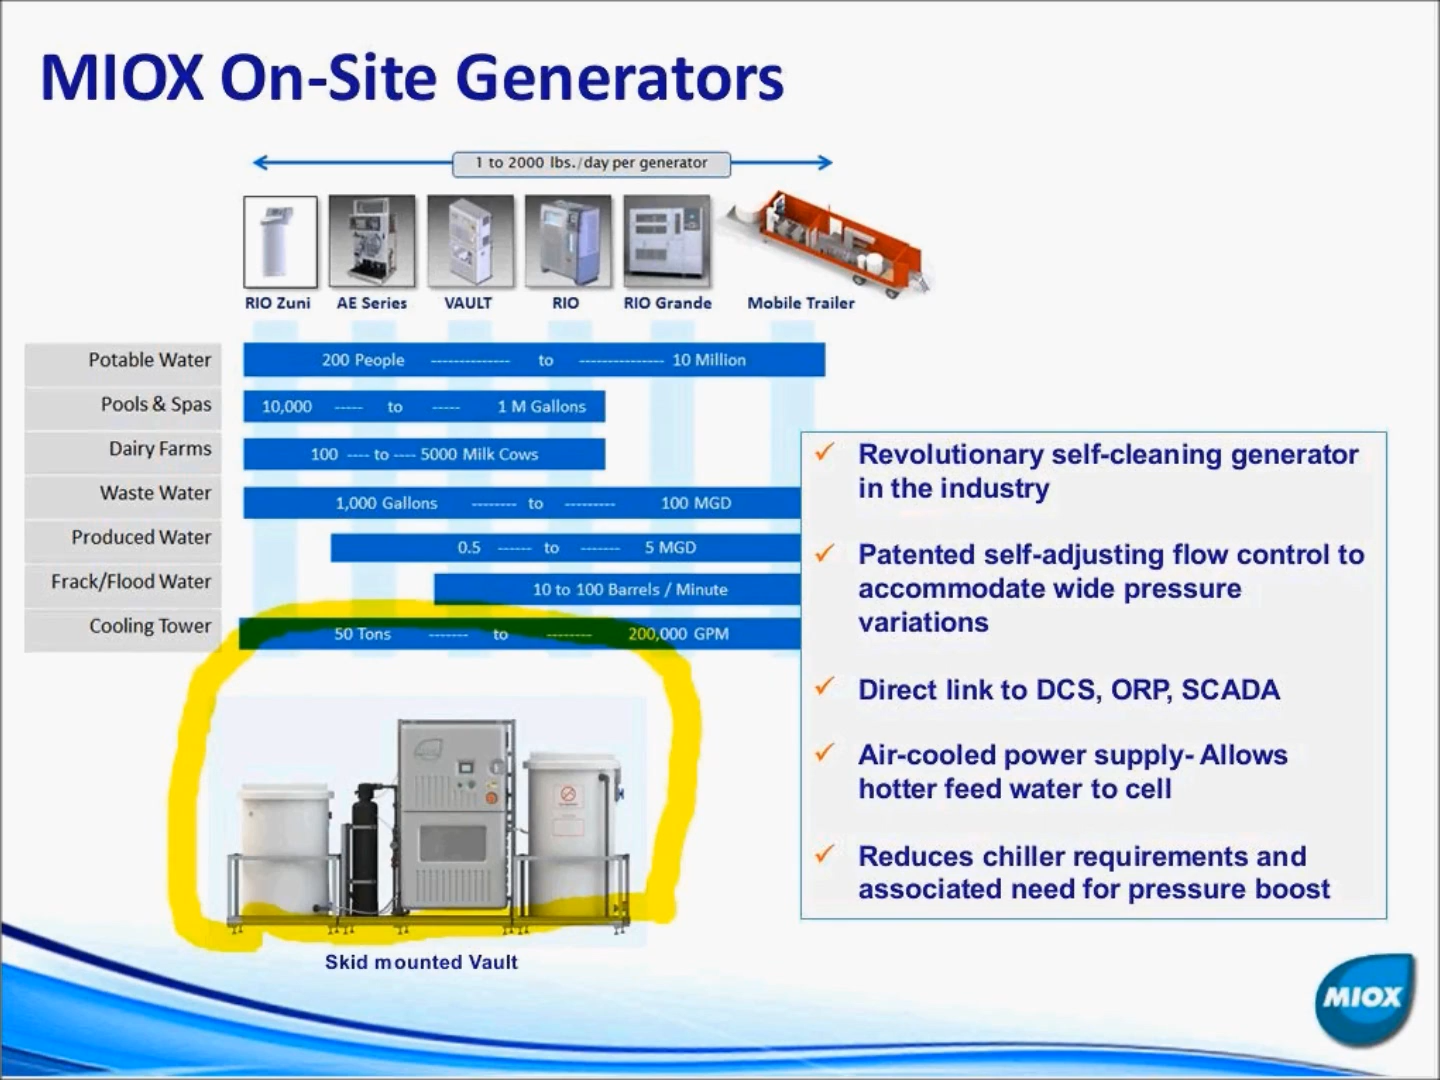 MIOX On-Site Generators
1 to 2000 lbs./day per generator
RIO Zuni
AE Series
VAULT
RIO
RIO Grande
Mobile Trailer
Potable Water
200 People -------------- to --------------- 10 Million
Pools & Spas
10,000 ----- to ----- 1 M Gallons
Dairy Farms
100 ---- to ---- 5000 Milk Cows
Waste Water
1,000 Gallons -------- to --------- 100 MGD
Produced Water
0.5 ------ to ------- 5 MGD
Frack/Flood Water
10 to 100 Barrels / Minute
Cooling Tower
50 Tons ------- to -------- 200,000 GPM
Revolutionary self-cleaning generator
in the industry
Patented self-adjusting flow control to
accommodate wide pressure
variations
Direct link to DCS, ORP, SCADA
Air-cooled power supply- Allows
hotter feed water to cell
Reduces chiller requirements and
associated need for pressure boost
Skid mounted Vault
MIOX